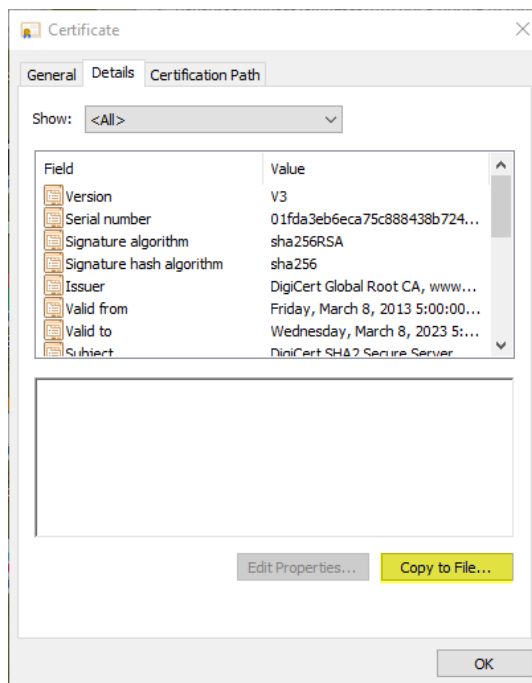 Certificate
General Details Certification Path
Show: <All>
Field Value
Version V3
Serial number 01fda3eb6eca75c888438b724...
Signature algorithm sha256RSA
Signature hash algorithm sha256
Issuer DigiCert Global Root CA, www...
Valid from Friday, March 8, 2013 5:00:00...
Valid to Wednesday, March 8, 2023 5:...
Subject DigiCert SHA2 Secure Server
Edit Properties... Copy to File...
OK